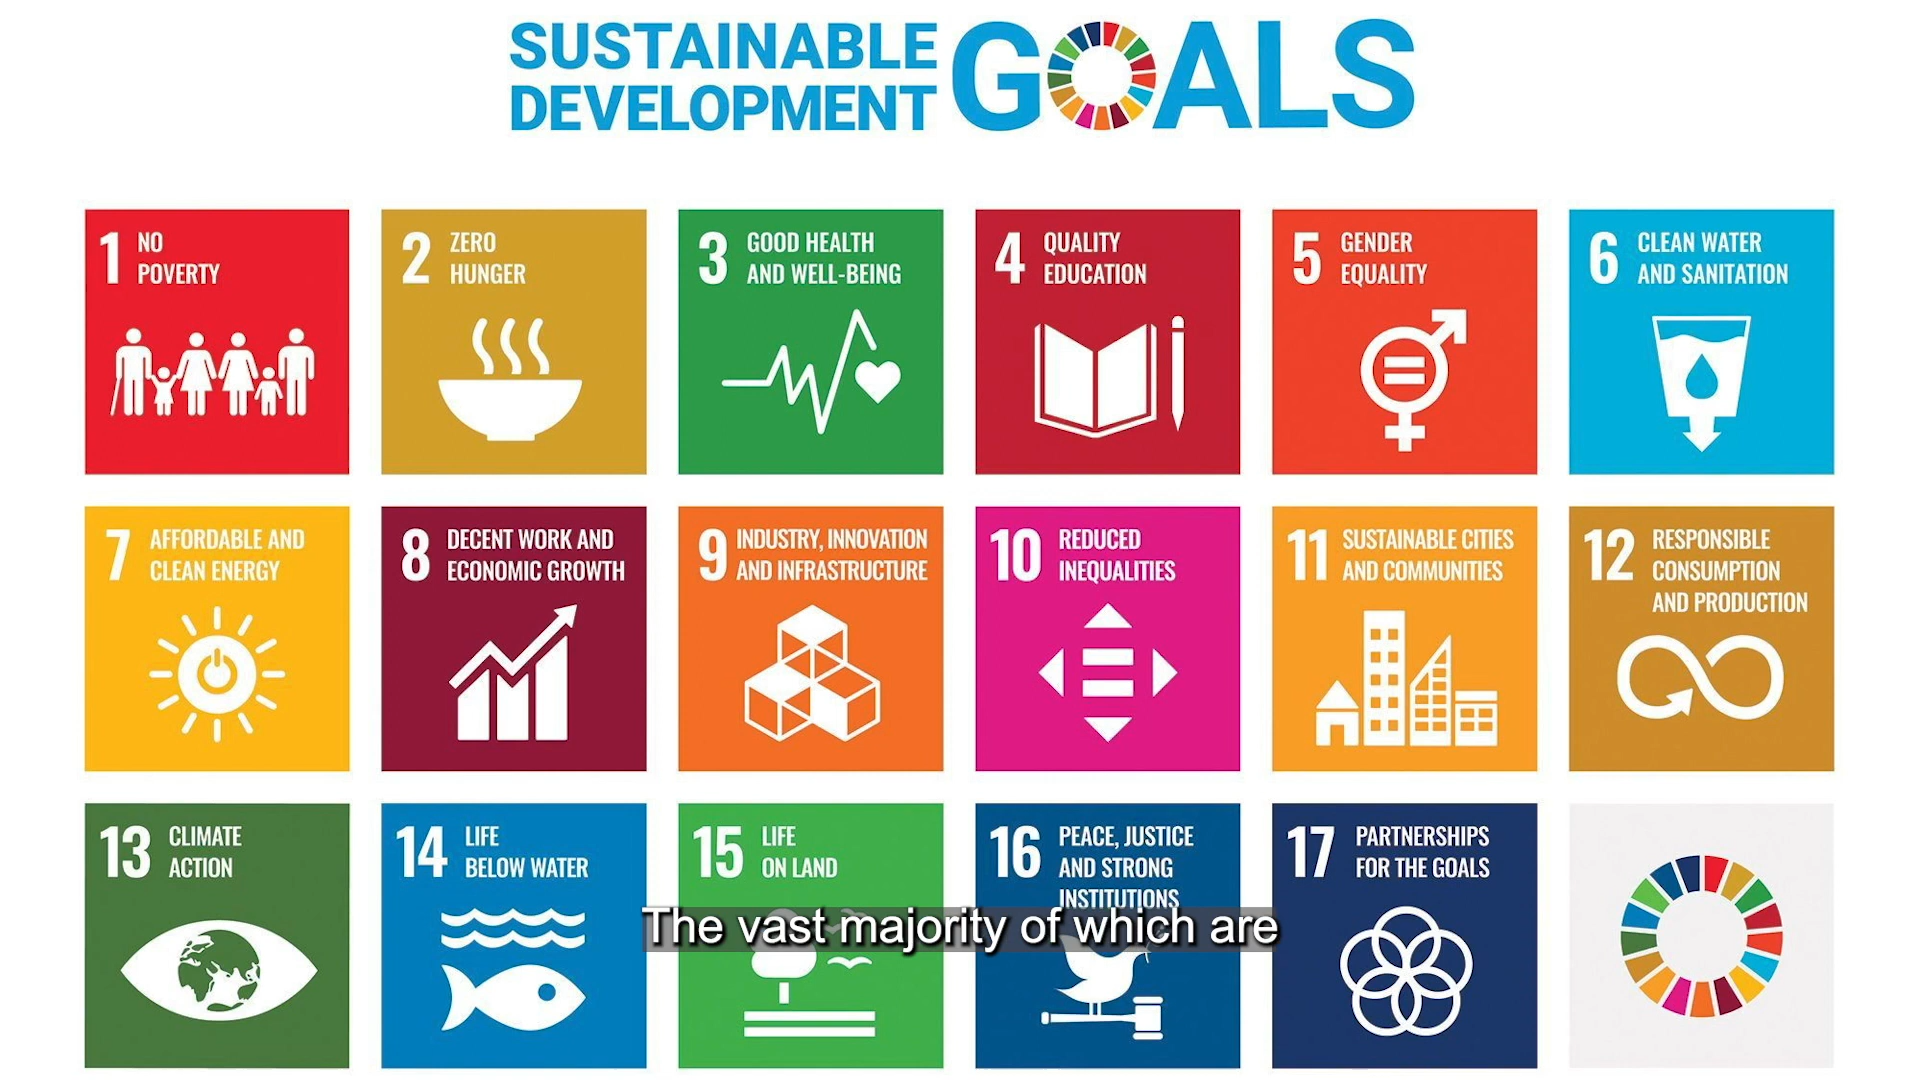 SUSTAINABLE
DEVELOPMENT
GOALS
1 NO
POVERTY
2 ZERO
HUNGER
3 GOOD HEALTH
AND WELL-BEING
4 QUALITY
EDUCATION
5 GENDER
EQUALITY
6 CLEAN WATER
AND SANITATION
7 AFFORDABLE AND
CLEAN ENERGY
8 DECENT WORK AND
ECONOMIC GROWTH
9 INDUSTRY, INNOVATION
AND INFRASTRUCTURE
10 REDUCED
INEQUALITIES
11 SUSTAINABLE CITIES
AND COMMUNITIES
12 RESPONSIBLE
CONSUMPTION
AND PRODUCTION
13 CLIMATE
ACTION
14 LIFE
BELOW WATER
15 LIFE
ON LAND
16 PEACE, JUSTICE
AND STRONG
INSTITUTIONS
17 PARTNERSHIPS
FOR THE GOALS
The vast majority of which are